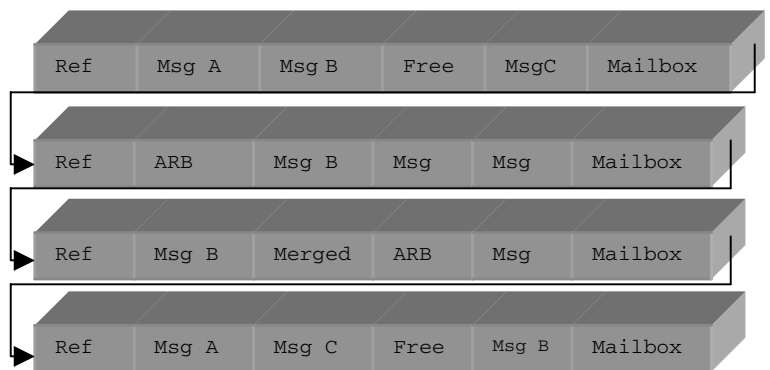 Ref Msg A Msg B Free MsgC Mailbox
Ref ARB Msg B Msg Msg Mailbox
Ref Msg B Merged ARB Msg Mailbox
Ref Msg A Msg C Free Msg B Mailbox